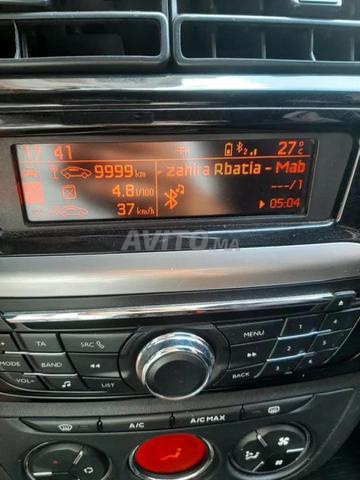 17 41
2
27°C
9999 km
zahira Rbatia - Mab
4.8 l/100
---/1
37 km/h
05:04
AVITO.MA
TA
SRC
MENU
1
2
3
MODE
BAND
4
5
6
VOL-
LIST
BACK
A/C
A/C MAX